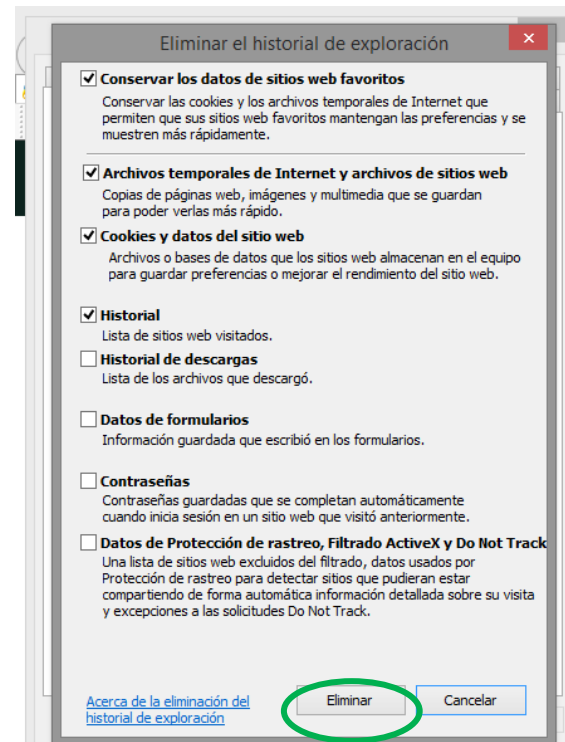 Eliminar el historial de exploración
Conservar los datos de sitios web favoritos
Conservar las cookies y los archivos temporales de Internet que
permiten que sus sitios web favoritos mantengan las preferencias y se
muestren más rápidamente.
Archivos temporales de Internet y archivos de sitios web
Copias de páginas web, imágenes y multimedia que se guardan
para poder verlas más rápido.
Cookies y datos del sitio web
Archivos o bases de datos que los sitios web almacenan en el equipo
para guardar preferencias o mejorar el rendimiento del sitio web.
Historial
Lista de sitios web visitados.
Historial de descargas
Lista de los archivos que descargó.
Datos de formularios
Información guardada que escribió en los formularios.
Contraseñas
Contraseñas guardadas que se completan automáticamente
cuando inicia sesión en un sitio web que visitó anteriormente.
Datos de Protección de rastreo, Filtrado ActiveX y Do Not Track
Una lista de sitios web excluidos del filtrado, datos usados por
Protección de rastreo para detectar sitios que pudieran estar
compartiendo de forma automática información detallada sobre su visita
y excepciones a las solicitudes Do Not Track.
Acerca de la eliminación del
historial de exploración
Eliminar
Cancelar